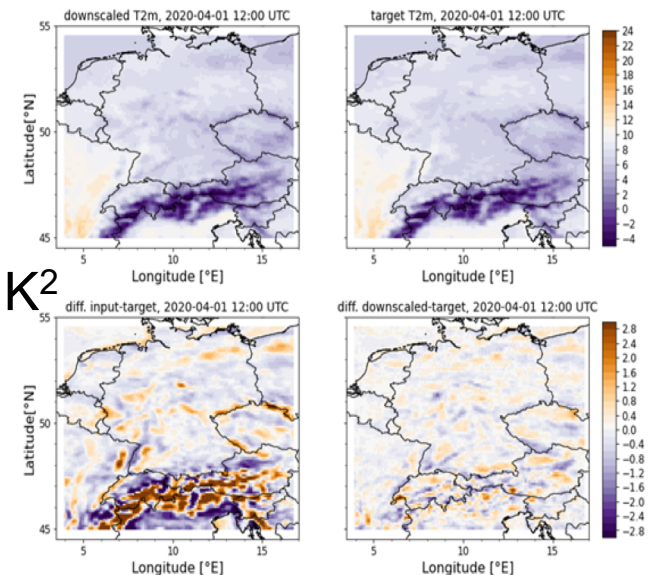 downscaled T2m, 2020-04-01 12:00 UTC
target T2m, 2020-04-01 12:00 UTC
55
50
45
Latitude[°N]
5 10 15
Longitude [°E]
5 10 15
Longitude [°E]
24
22
20
18
16
14
12
10
8
6
4
2
0
−2
−4
K²
diff. input-target, 2020-04-01 12:00 UTC
diff. downscaled-target, 2020-04-01 12:00 UTC
55
50
45
Latitude[°N]
5 10 15
Longitude [°E]
5 10 15
Longitude [°E]
2.8
2.4
2.0
1.6
1.2
0.8
0.4
0.0
−0.4
−0.8
−1.2
−1.6
−2.0
−2.4
−2.8